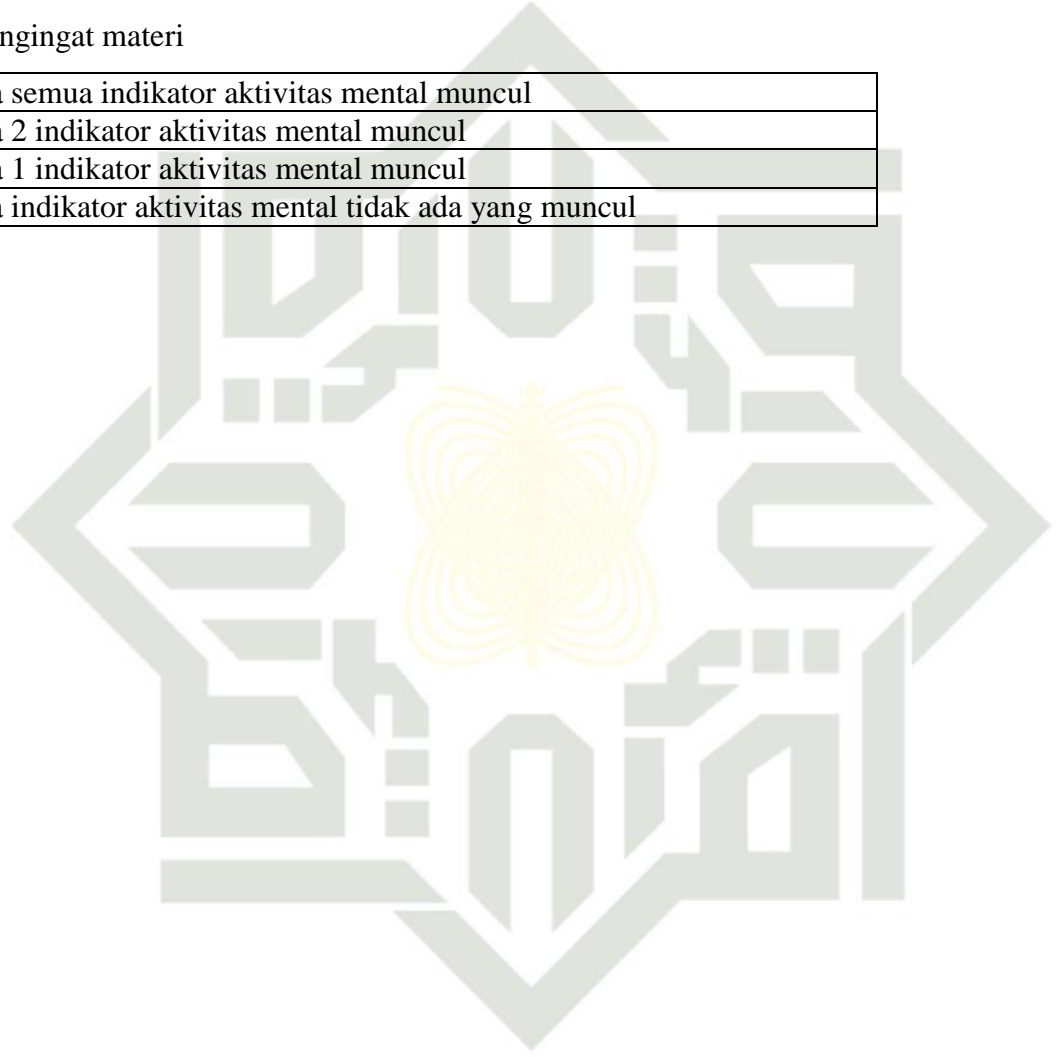 ngingat materi
a semua indikator aktivitas mental muncul
a 2 indikator aktivitas mental muncul
a 1 indikator aktivitas mental muncul
a indikator aktivitas mental tidak ada yang muncul